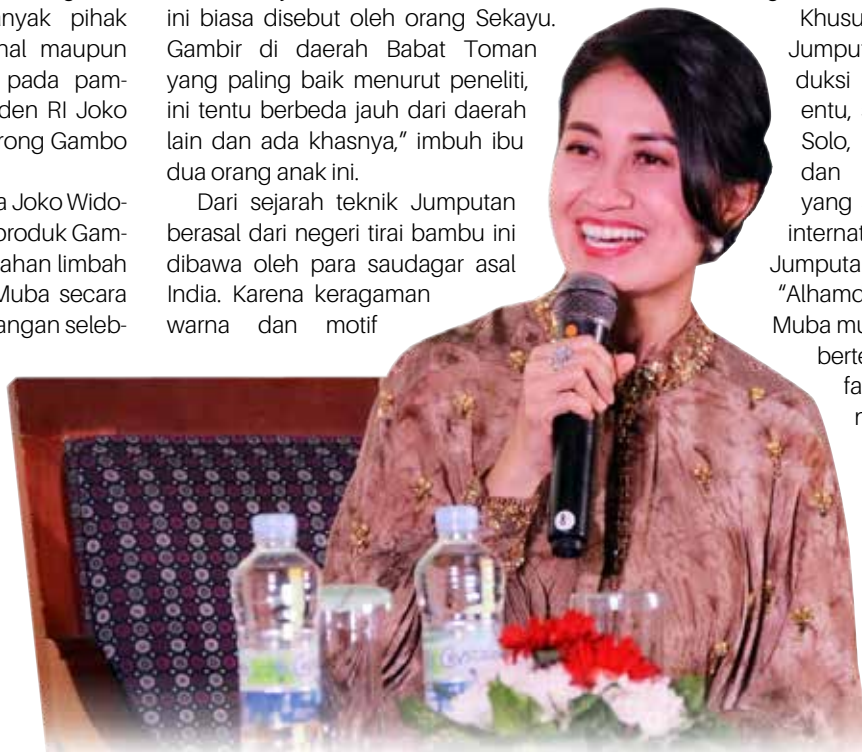 anyak pihak
nal maupun
pada pam-
den RI Joko
rong Gambo
a Joko Wido-
produk Gam-
ahan limbah
Muba secara
angan seleb-
ini biasa disebut oleh orang Sekayu.
Gambir di daerah Babat Toman
yang paling baik menurut peneliti,
ini tentu berbeda jauh dari daerah
lain dan ada khasnya,” imbuh ibu
dua orang anak ini.
Dari sejarah teknik Jumputan
berasal dari negeri tirai bambu ini
dibawa oleh para saudagar asal
India. Karena keragaman
warna dan motif
Khusu
Jumput
duksi
entu,
Solo,
dan
yang
internat
Jumputa
“Alhamd
Muba mu
berte
fa